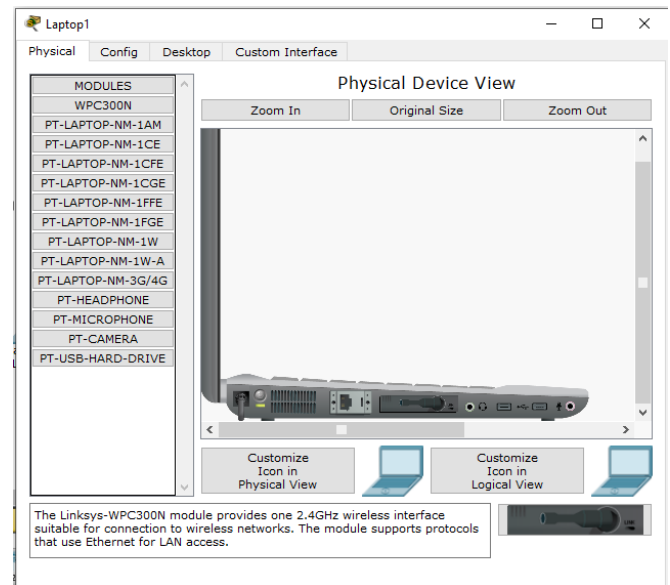 Laptop1
Physical
Config
Desktop
Custom Interface
MODULES
WPC300N
PT-LAPTOP-NM-1AM
PT-LAPTOP-NM-1CE
PT-LAPTOP-NM-1CFE
PT-LAPTOP-NM-1CGE
PT-LAPTOP-NM-1FFE
PT-LAPTOP-NM-1FGE
PT-LAPTOP-NM-1W
PT-LAPTOP-NM-1W-A
PT-LAPTOP-NM-3G/4G
PT-HEADPHONE
PT-MICROPHONE
PT-CAMERA
PT-USB-HARD-DRIVE
Physical Device View
Zoom In
Original Size
Zoom Out
Customize
Icon in
Physical View
Customize
Icon in
Logical View
The Linksys-WPC300N module provides one 2.4GHz wireless interface
suitable for connection to wireless networks. The module supports protocols
that use Ethernet for LAN access.